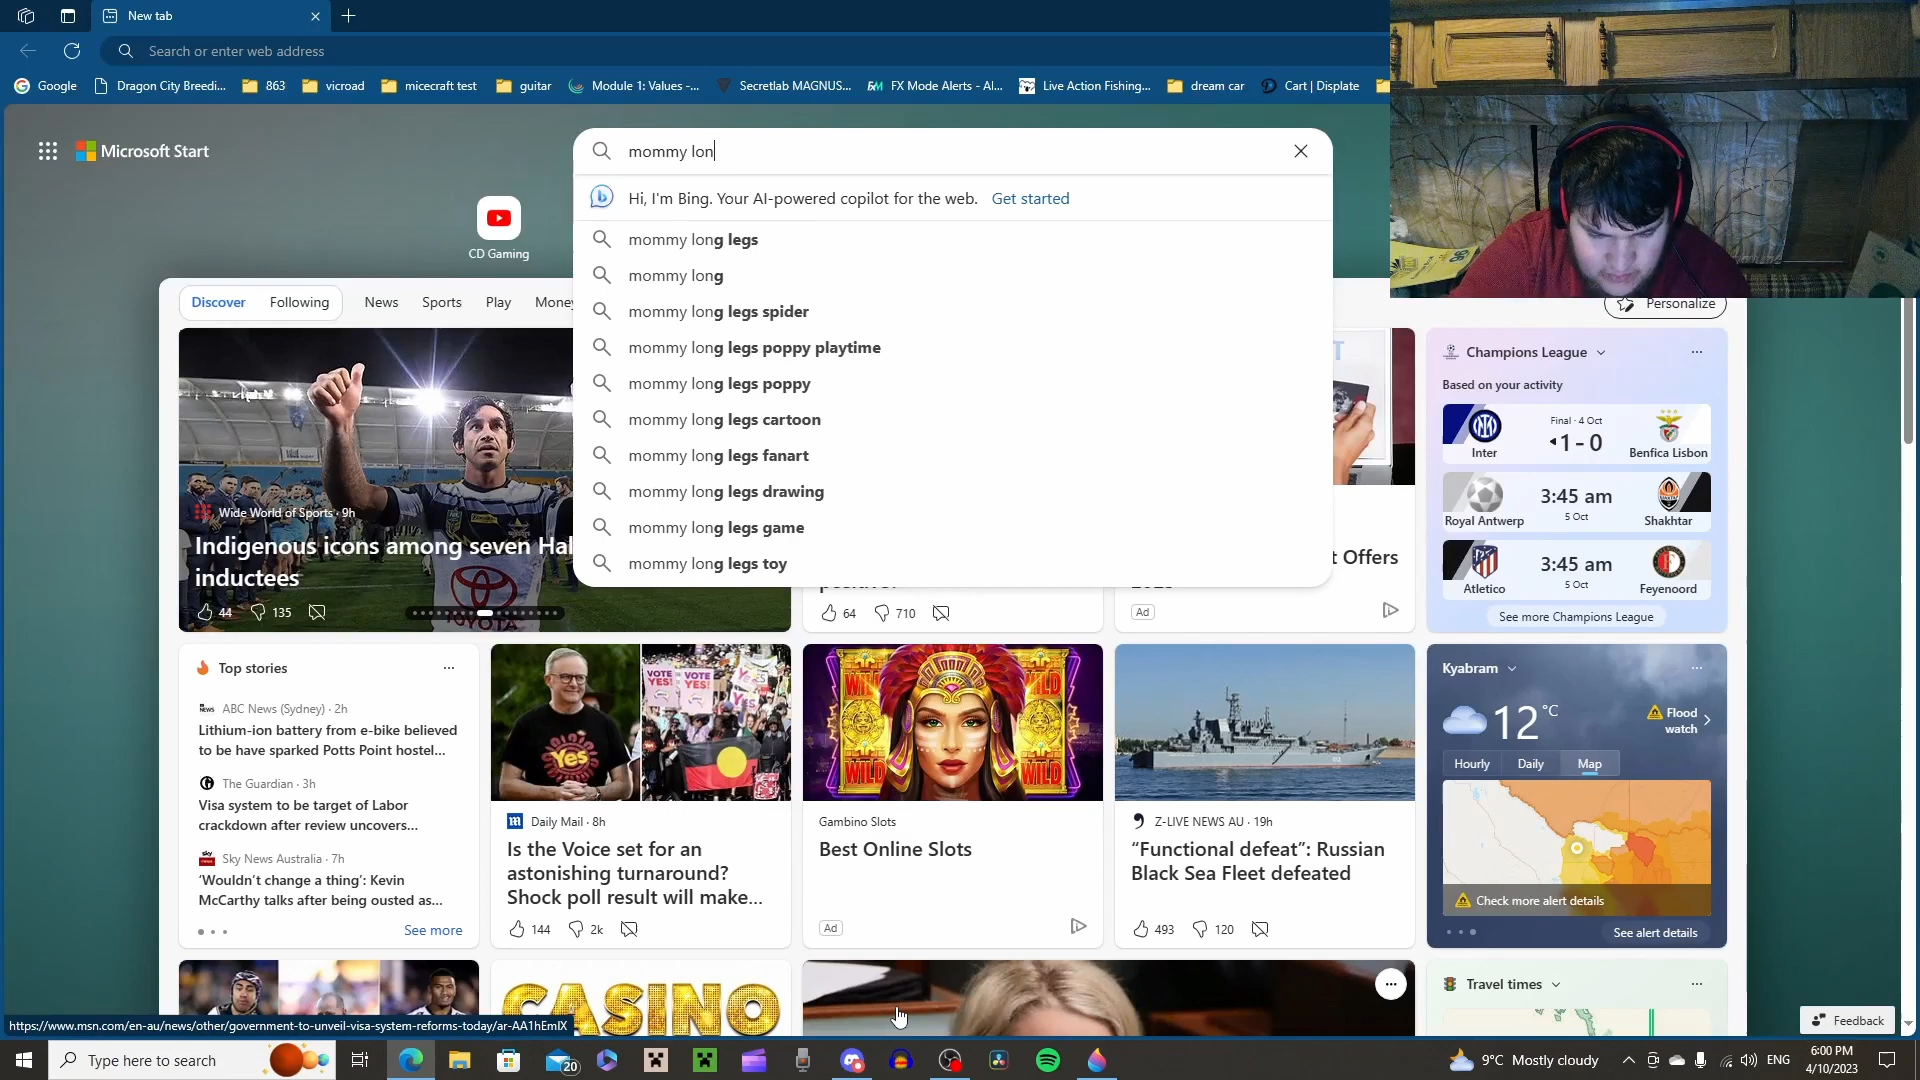 New tab
Search or enter web address
Google
Dragon City Breedi...
863
vicroad
micecraft test
guitar
Module 1: Values -...
Secretlab MAGNUS...
FX Mode Alerts - Al...
Live Action Fishing...
dream car
Cart | Displate
Microsoft Start
mommy lon
Hi, I'm Bing. Your AI-powered copilot for the web. Get started
mommy long legs
mommy long
mommy long legs spider
mommy long legs poppy playtime
mommy long legs poppy
mommy long legs cartoon
mommy long legs fanart
mommy long legs drawing
mommy long legs game
mommy long legs toy
CD Gaming
Discover
Following
News
Sports
Play
Money
Personalize
Wide World of Sports · 9h
Indigenous icons among seven Hal
inductees
44
135
TOYOTA
64
710
t Offers
Ad
Champions League
Based on your activity
Final · 4 Oct
1 - 0
Inter
Benfica Lisbon
3:45 am
5 Oct
Royal Antwerp
Shakhtar
3:45 am
5 Oct
Atletico
Feyenoord
See more Champions League
Top stories
ABC News (Sydney) · 2h
Lithium-ion battery from e-bike believed
to be have sparked Potts Point hostel...
The Guardian · 3h
Visa system to be target of Labor
crackdown after review uncovers...
Sky News Australia · 7h
‘Wouldn’t change a thing’: Kevin
McCarthy talks after being ousted as...
See more
VOTE YES!
VOTE YES!
Yes
Daily Mail · 8h
Is the Voice set for an
astonishing turnaround?
Shock poll result will make...
144
2k
WILD
WILD
WILD
WILD
Gambino Slots
Best Online Slots
Ad
Z-LIVE NEWS AU · 19h
“Functional defeat”: Russian
Black Sea Fleet defeated
493
120
Kyabram
12 °C
Flood
watch
Hourly
Daily
Map
Check more alert details
See alert details
CASINO
Travel times
Feedback
https://www.msn.com/en-au/news/other/government-to-unveil-visa-system-reforms-today/ar-AA1hEmIX
Type here to search
20
9°C Mostly cloudy
ENG
6:00 PM
4/10/2023